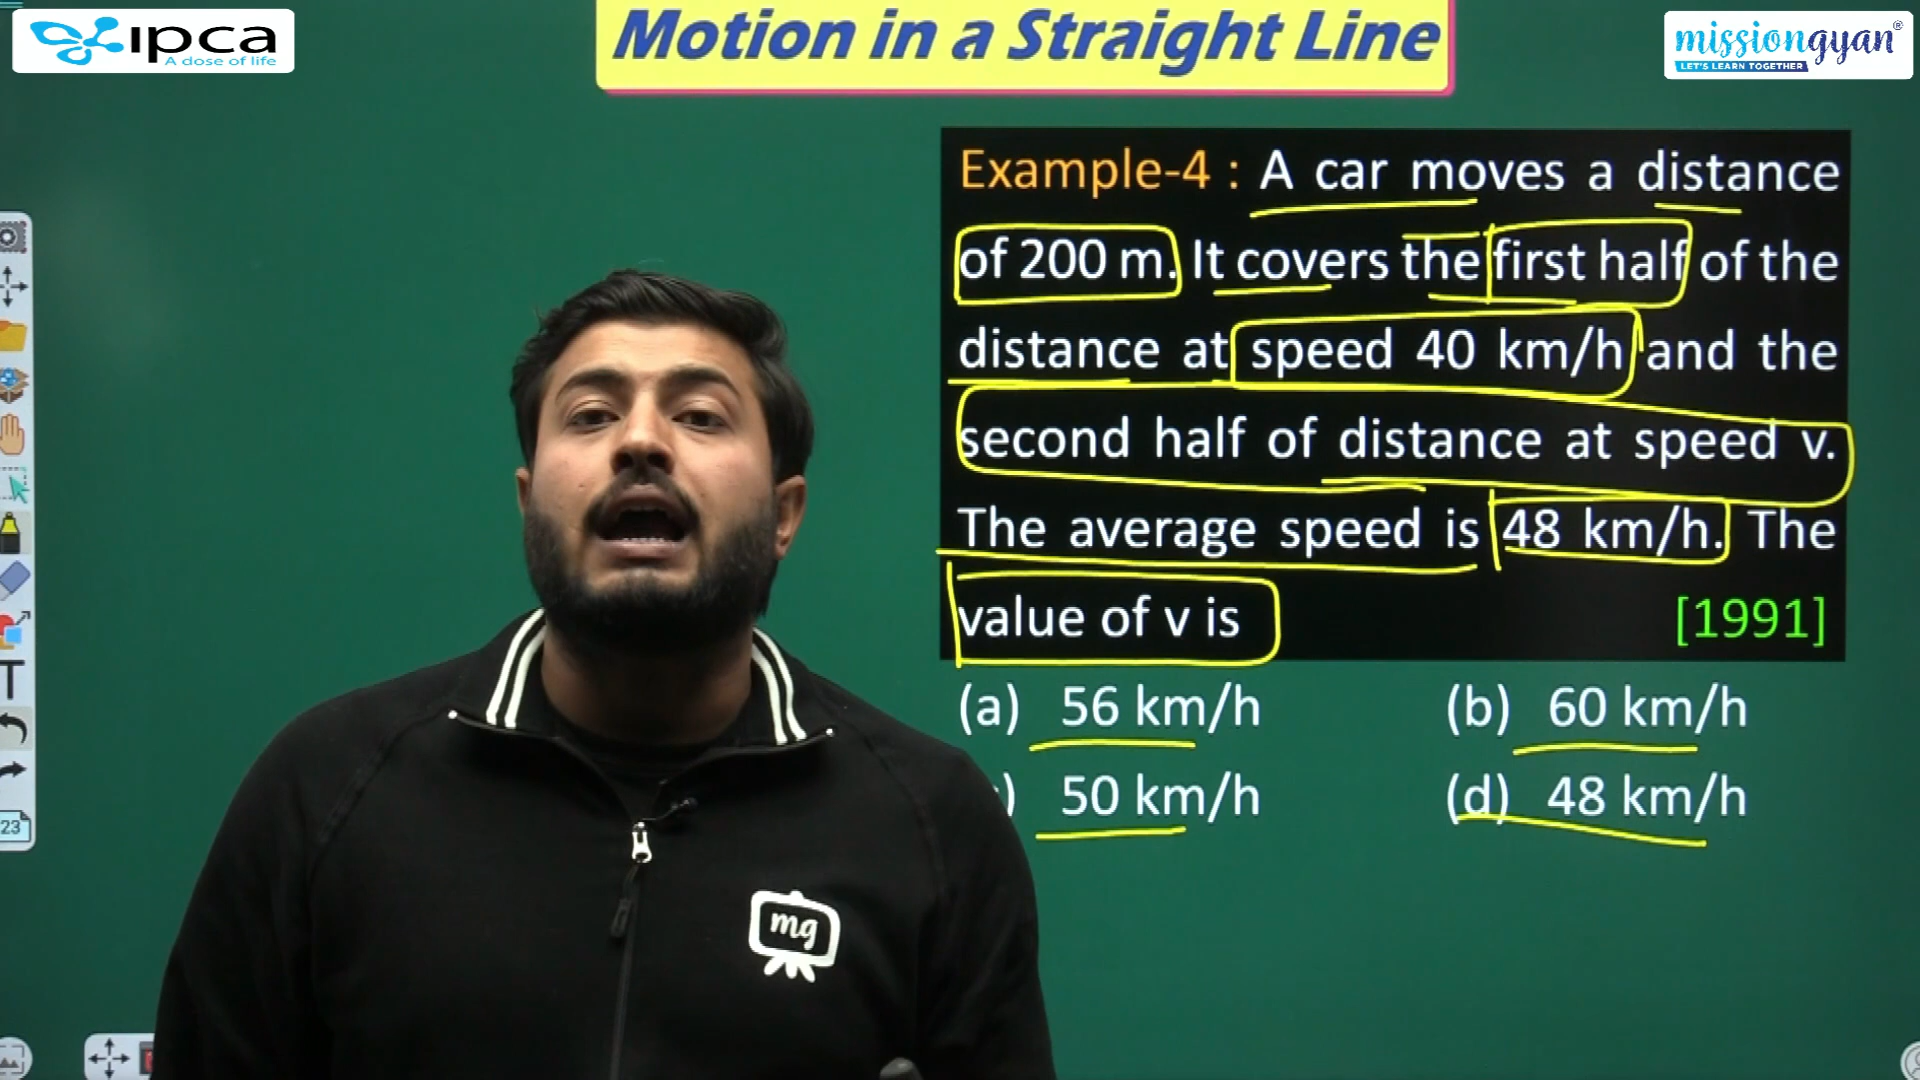 ipca
A dose of life
Motion in a Straight Line
missiongyan®
LET'S LEARN TOGETHER
Example-4 : A car moves a distance
of 200 m. It covers the first half of the
distance at speed 40 km/h and the
second half of distance at speed v.
The average speed is 48 km/h. The
value of v is [1991]
(a) 56 km/h (b) 60 km/h
) 50 km/h (d) 48 km/h
mg
T
23